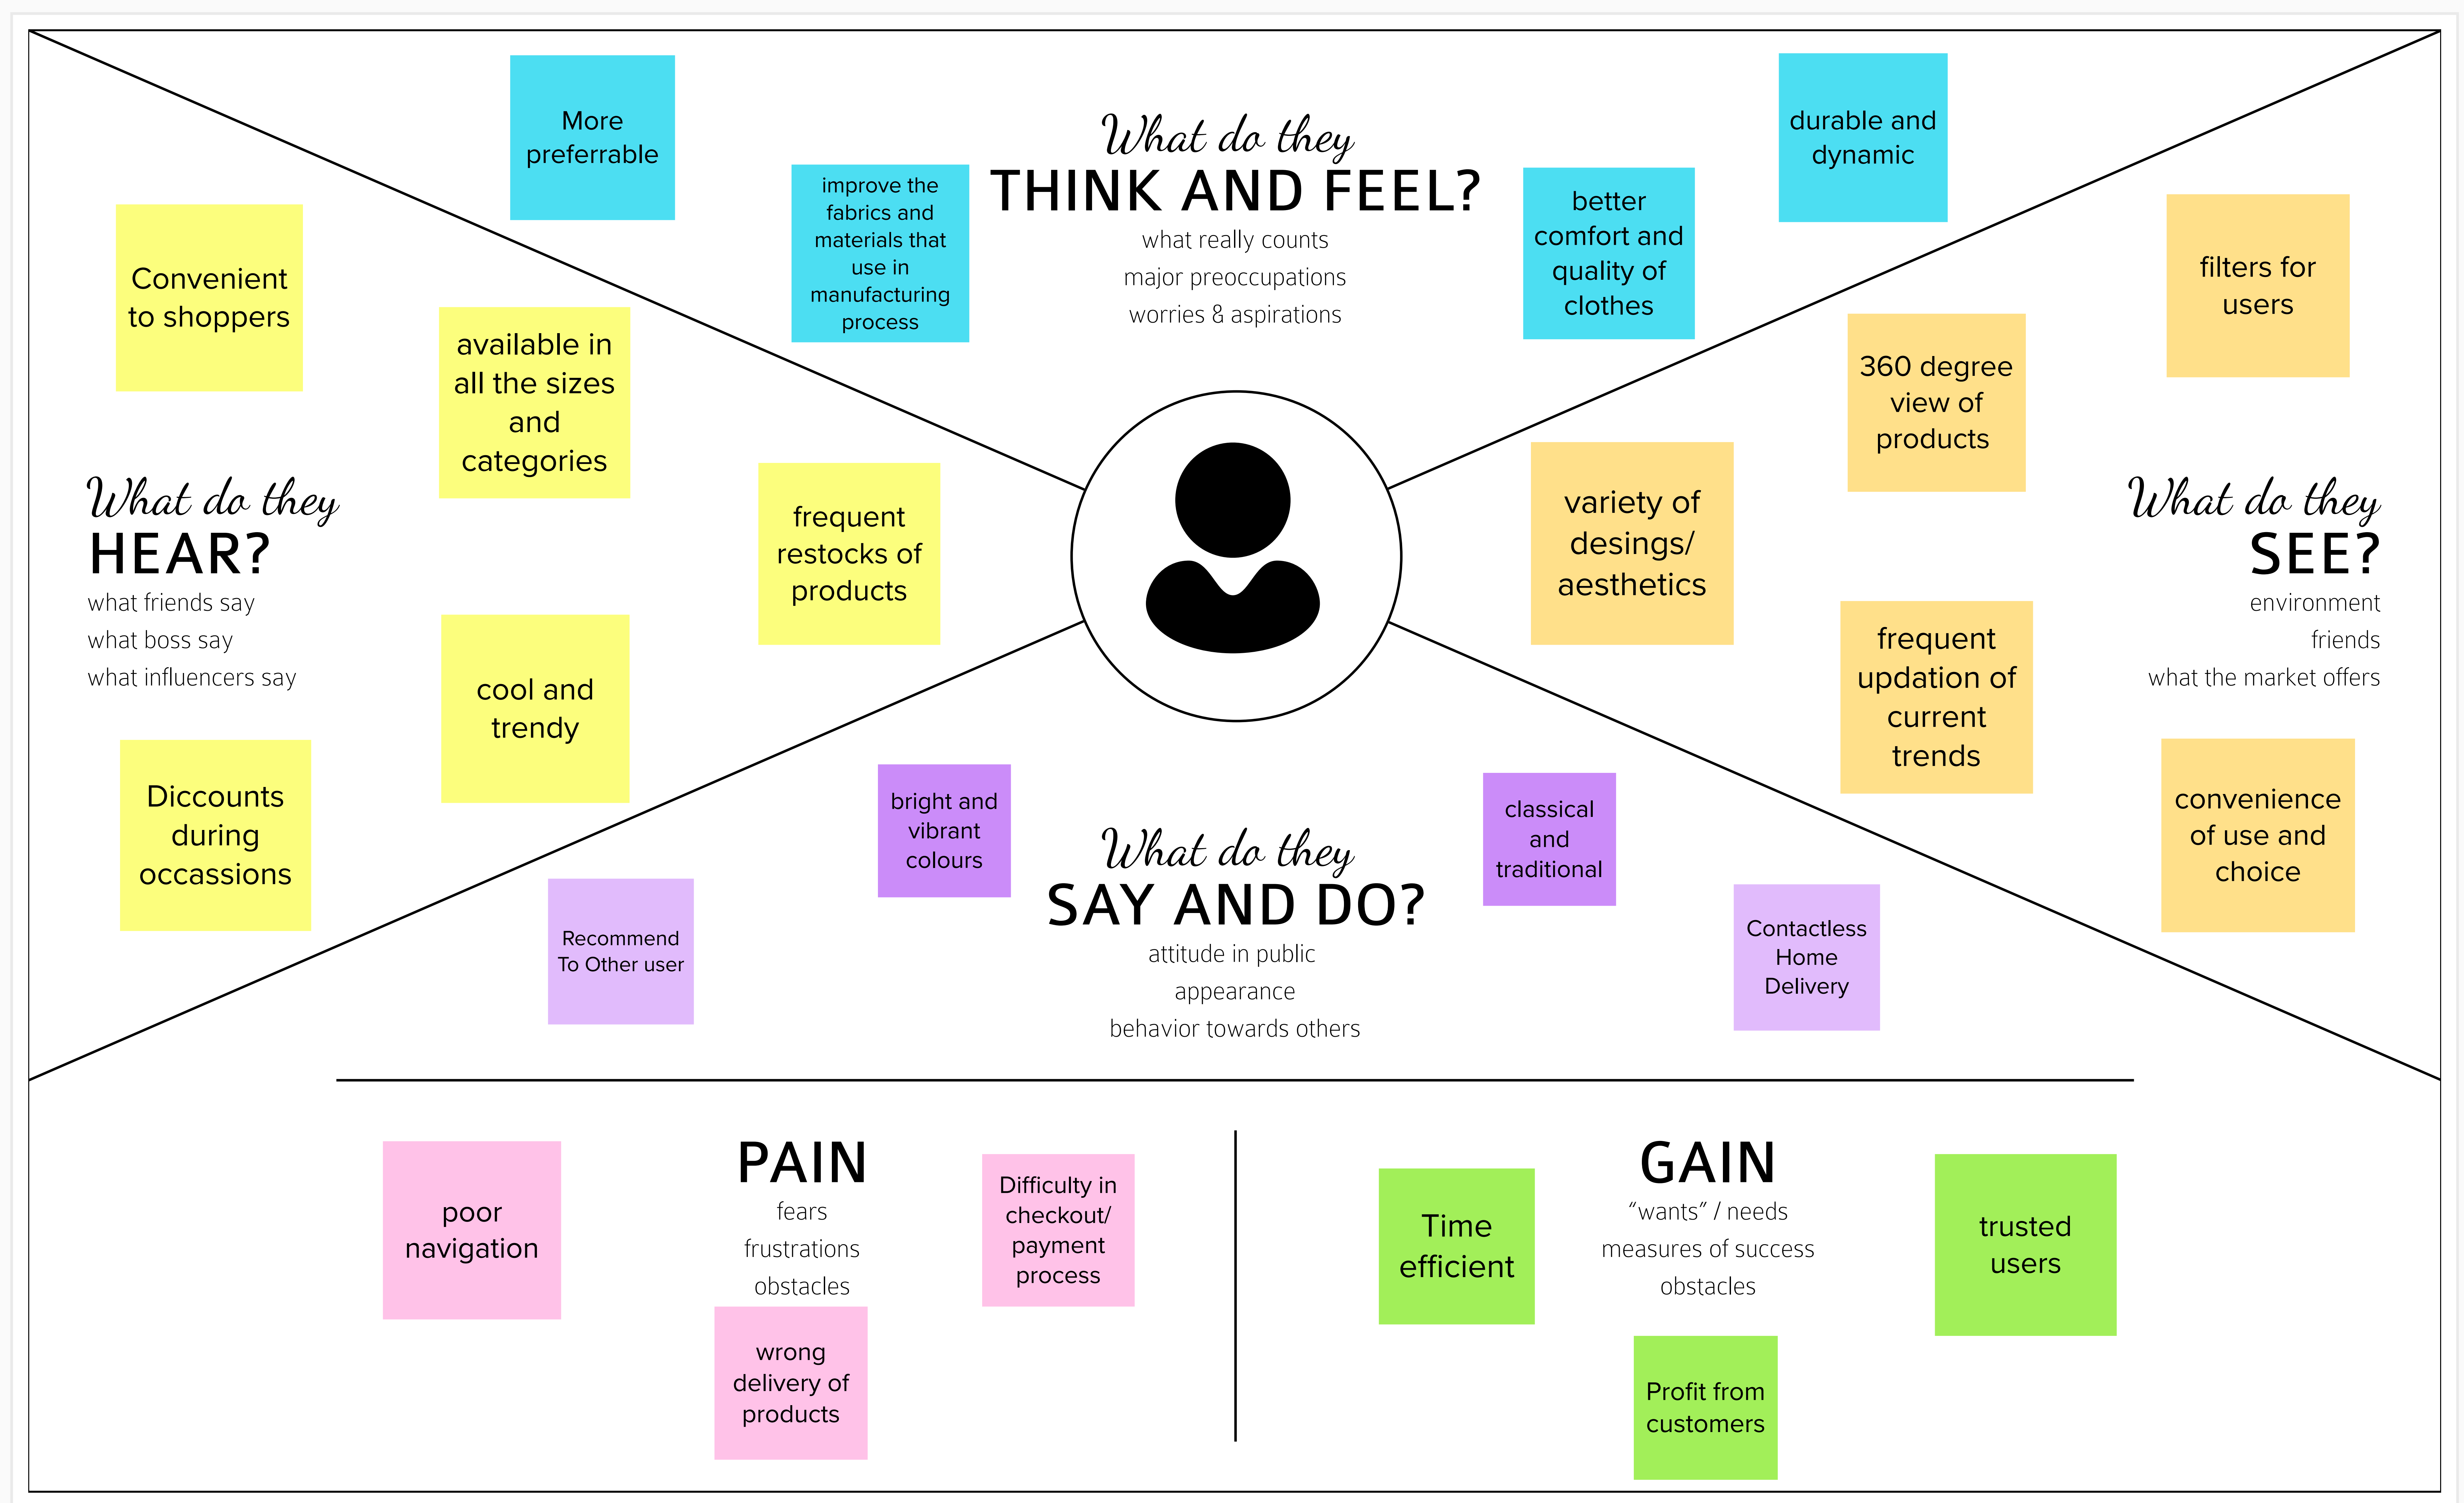 More
preferrable
What do they
THINK AND FEEL?
what really counts
major preoccupations
worries & aspirations
improve the
fabrics and
materials that
use in
manufacturing
process
better
comfort and
quality of
clothes
durable and
dynamic
Convenient
to shoppers
available in
all the sizes
and
categories
frequent
restocks of
products
What do they
HEAR?
what friends say
what boss say
what influencers say
cool and
trendy
Diccounts
during
occassions
filters for
users
360 degree
view of
products
variety of
desings/
aesthetics
What do they
SEE?
environment
friends
what the market offers
frequent
updation of
current
trends
convenience
of use and
choice
bright and
vibrant
colours
What do they
SAY AND DO?
attitude in public
appearance
behavior towards others
classical
and
traditional
Recommend
To Other user
Contactless
Home
Delivery
poor
navigation
PAIN
fears
frustrations
obstacles
Difficulty in
checkout/
payment
process
wrong
delivery of
products
Time
efficient
GAIN
“wants” / needs
measures of success
obstacles
trusted
users
Profit from
customers